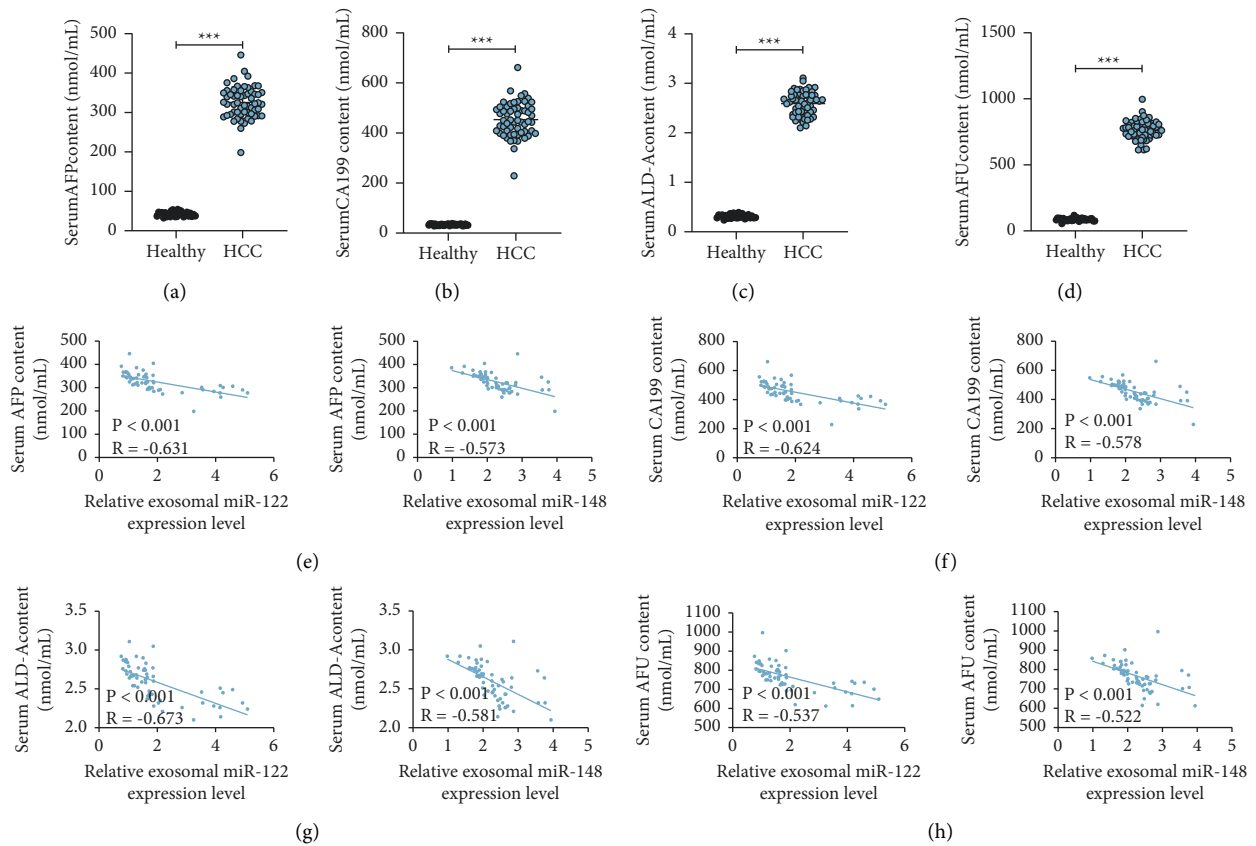 Serum AFP content (nmol/mL)
500
400
300
200
100
0
***
Healthy
HCC
(a)
Serum CA199 content (nmol/mL)
800
600
400
200
0
***
Healthy
HCC
(b)
Serum ALD-A content (nmol/mL)
4
3
2
1
0
***
Healthy
HCC
(c)
Serum AFU content (nmol/mL)
1500
1000
500
0
***
Healthy
HCC
(d)
Serum AFP content
(nmol/mL)
500
400
300
200
100
0
P < 0.001
R = -0.631
0 2 4 6
Relative exosomal miR-122
expression level
Serum AFP content
(nmol/mL)
500
400
300
200
100
0
P < 0.001
R = -0.573
0 1 2 3 4 5
Relative exosomal miR-148
expression level
(e)
Serum CA199 content
(nmol/mL)
800
600
400
200
0
P < 0.001
R = -0.624
0 2 4 6
Relative exosomal miR-122
expression level
Serum CA199 content
(nmol/mL)
800
600
400
200
0
P < 0.001
R = -0.578
0 1 2 3 4 5
Relative exosomal miR-148
expression level
(f)
Serum ALD-Acontent
(nmol/mL)
3.0
2.5
3.0
2.0
P < 0.001
R = -0.673
0 2 4 6
Relative exosomal miR-122
expression level
Serum ALD-Acontent
(nmol/mL)
3.5
3.0
2.5
2.0
P < 0.001
R = -0.581
0 1 2 3 4 5
Relative exosomal miR-148
expression level
(g)
Serum AFU content
(nmol/mL)
1100
1000
900
800
700
600
500
P < 0.001
R = -0.537
0 2 4 6
Relative exosomal miR-122
expression level
Serum AFU content
(nmol/mL)
1100
1000
900
800
700
600
500
P < 0.001
R = -0.522
0 1 2 3 4 5
Relative exosomal miR-148
expression level
(h)